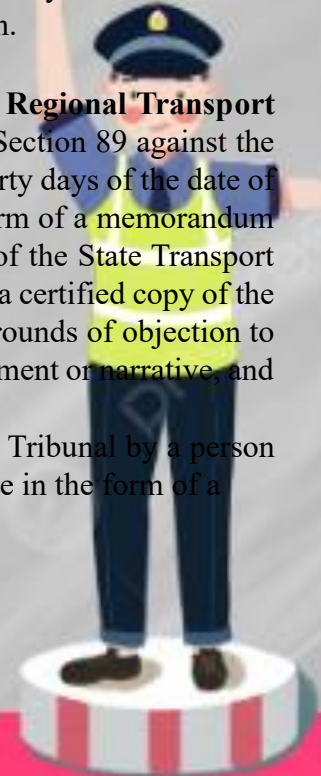 n.
Regional Transport
Section 89 against the
rty days of the date of
rm of a memorandum
of the State Transport
a certified copy of the
rounds of objection to
ment or narrative, and
Tribunal by a person
e in the form of a